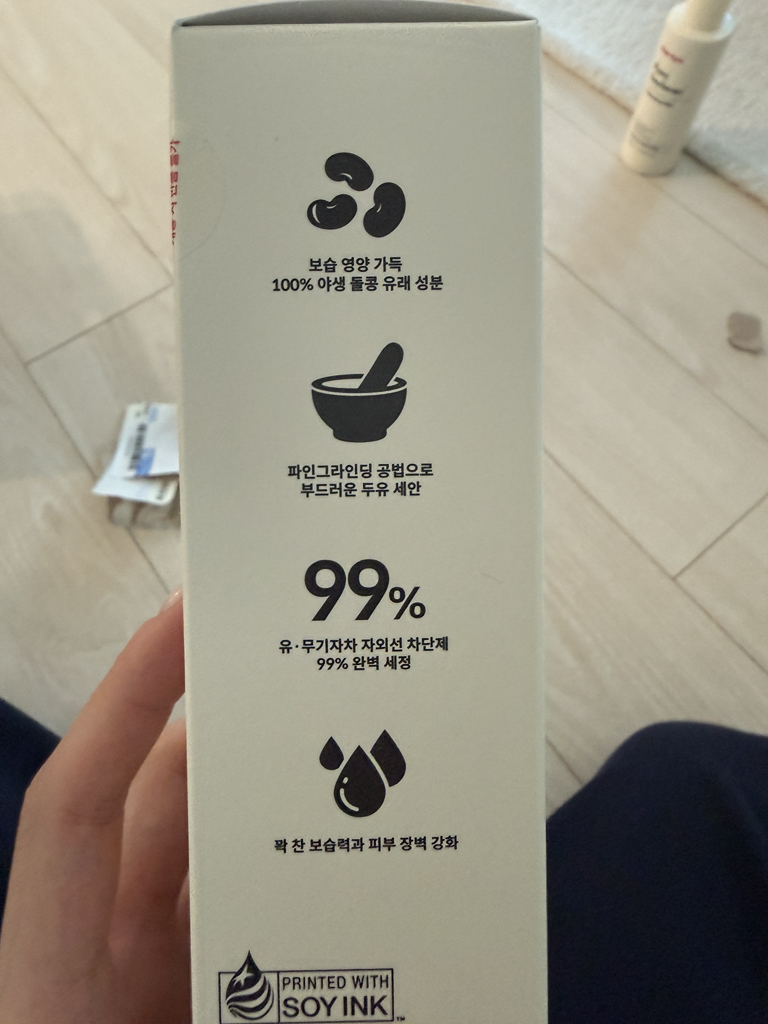 보습 영양 가득
100% 야생 돌콩 유래 성분
파인그라인딩 공법으로
부드러운 두유 세안
99%
유·무기자차 자외선 차단제
99% 완벽 세정
꽉 찬 보습력과 피부 장벽 강화
PRINTED WITH
SOY INK™